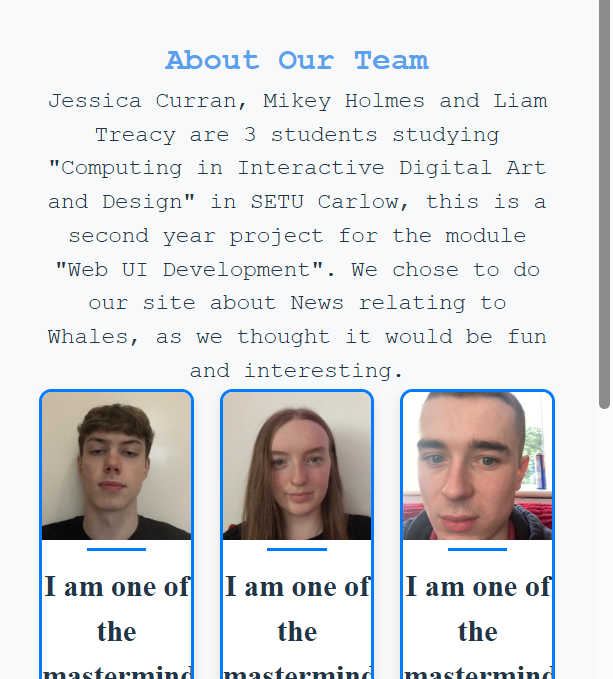 About Our Team
Jessica Curran, Mikey Holmes and Liam
Treacy are 3 students studying
"Computing in Interactive Digital Art
and Design" in SETU Carlow, this is a
second year project for the module
"Web UI Development". We chose to do
our site about News relating to
Whales, as we thought it would be fun
and interesting.
I am one of I am one of I am one of
the the the
mastermind mastermind mastermind